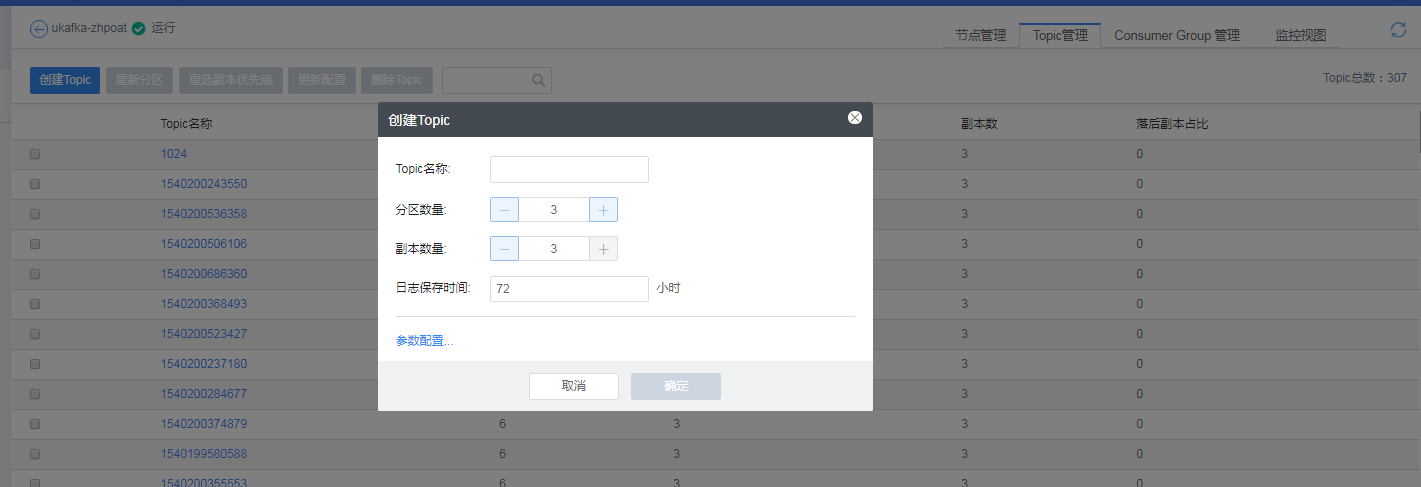 ukafka-zhpoat 运行
节点管理 Topic管理 Consumer Group 管理 监控视图
创建Topic 重新分区 重选副本优先级 更新配置 删除Topic Topic总数：307
创建Topic
Topic名称 副本数 落后副本占比
1024 3 0
Topic名称:
1540200243550 3 0
分区数量: 3
1540200536358 3 0
1540200506106 3 0
副本数量: 3
1540200686360 3 0
日志保存时间: 72 小时
1540200368493 3 0
1540200523427 3 0
参数配置...
1540200237180 3 0
取消 确定
1540200284677 3 0
1540200374879 6 3 3 0
1540199580588 6 3 3 0
1540200355553 6 3 3 0